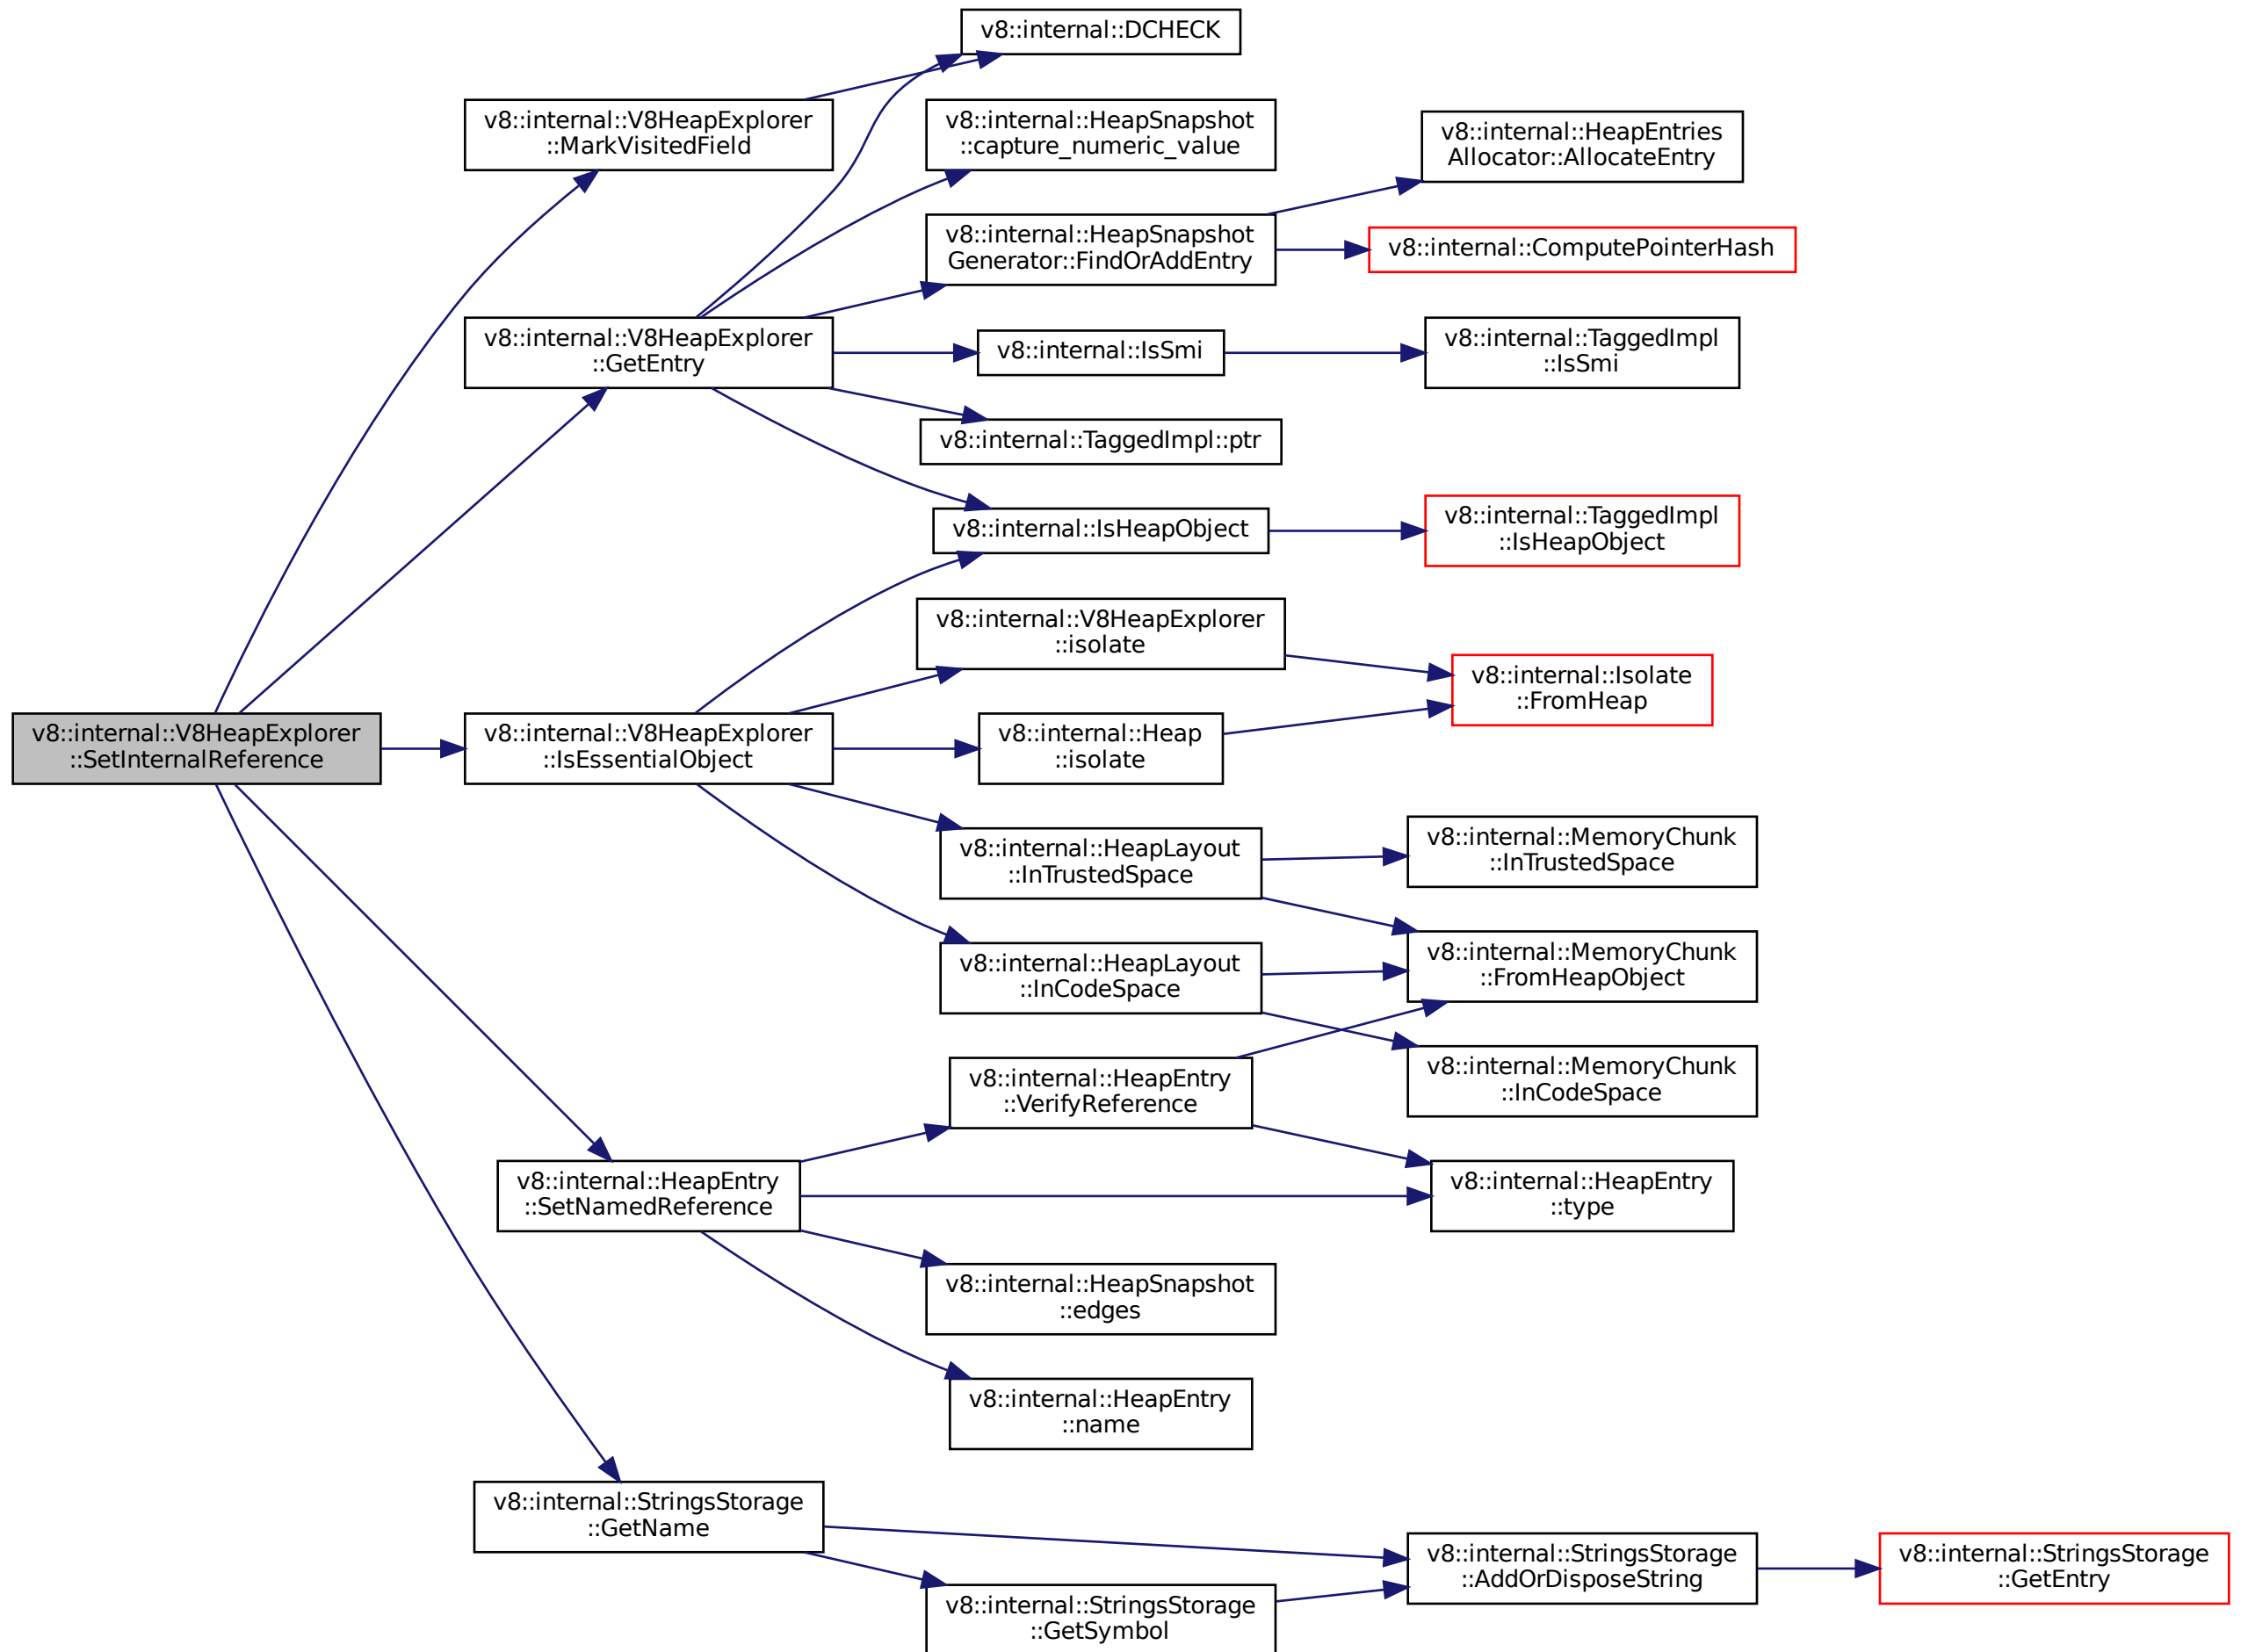 v8::internal::V8HeapExplorer
::SetInternalReference
v8::internal::V8HeapExplorer
::MarkVisitedField
v8::internal::DCHECK
v8::internal::V8HeapExplorer
::GetEntry
v8::internal::HeapSnapshot
::capture_numeric_value
v8::internal::HeapSnapshot
Generator::FindOrAddEntry
v8::internal::HeapEntries
Allocator::AllocateEntry
v8::internal::ComputePointerHash
v8::internal::IsSmi
v8::internal::TaggedImpl
::IsSmi
v8::internal::TaggedImpl::ptr
v8::internal::IsHeapObject
v8::internal::TaggedImpl
::IsHeapObject
v8::internal::V8HeapExplorer
::IsEssentialObject
v8::internal::V8HeapExplorer
::isolate
v8::internal::Isolate
::FromHeap
v8::internal::Heap
::isolate
v8::internal::HeapLayout
::InTrustedSpace
v8::internal::MemoryChunk
::InTrustedSpace
v8::internal::MemoryChunk
::FromHeapObject
v8::internal::HeapLayout
::InCodeSpace
v8::internal::MemoryChunk
::InCodeSpace
v8::internal::HeapEntry
::SetNamedReference
v8::internal::HeapEntry
::VerifyReference
v8::internal::HeapEntry
::type
v8::internal::HeapSnapshot
::edges
v8::internal::HeapEntry
::name
v8::internal::StringsStorage
::GetName
v8::internal::StringsStorage
::AddOrDisposeString
v8::internal::StringsStorage
::GetEntry
v8::internal::StringsStorage
::GetSymbol